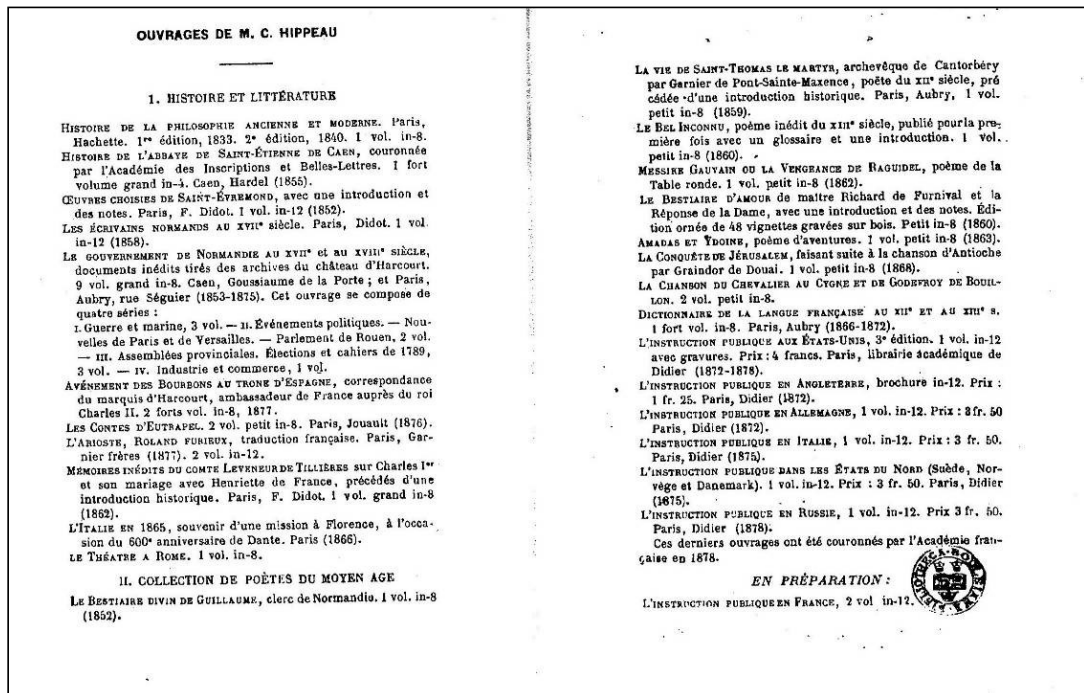 OUVRAGES DE M. C. HIPPEAU
I. HISTOIRE ET LITTÉRATURE
HISTOIRE DE LA PHILOSOPHIE ANCIENNE ET MODERNE. Paris,
Hachette. 1re édition, 1833. 2e édition, 1840. 1 vol. in-8.
HISTOIRE DE L'ABBAYE DE SAINT-ÉTIENNE DE CAEN, couronnée
par l'Académie des Inscriptions et Belles-Lettres. 1 fort
volume grand in-4. Caen, Hardel (1855).
ŒUVRES CHOISIES DE SAINT-ÉVREMOND, avec une introduction et
des notes. Paris, F. Didot. 1 vol. in-12 (1852).
LES ÉCRIVAINS NORMANDS AU XVIIe siècle. Paris, Didot. 1 vol.
in-12 (1858).
LE GOUVERNEMENT DE NORMANDIE AU XVIIe et au XVIIIe SIÈCLE,
documents inédits tirés des archives du château d'Harcourt.
9 vol. grand in-8. Caen, Goussiaume de la Porte ; et Paris,
Aubry, rue Séguier (1853-1875). Cet ouvrage se compose de
quatre séries :
I. Guerre et marine, 3 vol. — II. Événements politiques. — Nou-
velles de Paris et de Versailles. — Parlement de Rouen, 2 vol.
— III. Assemblées provinciales. Élections et cahiers de 1789,
3 vol. — IV. Industrie et commerce, 1 vol.
AVÉNEMENT DES BOURBONS AU TRONE D'ESPAGNE, correspondance
du marquis d'Harcourt, ambassadeur de France auprès du roi
Charles II. 2 forts vol. in-8, 1877.
LES CONTES D'EUTRAPEL. 2 vol. petit in-8. Paris, Jouault (1876).
L'ARIOSTE, ROLAND FURIEUX, traduction française. Paris, Gar-
nier frères (1877). 2 vol. in-12.
MÉMOIRES INÉDITS DU COMTE LEVENEUR DE TILLIÈRES sur Charles Ier
et son mariage avec Henriette de France, précédés d'une
introduction historique. Paris, F. Didot. 1 vol. grand in-8
(1862).
L'ITALIE EN 1865, souvenir d'une mission à Florence, à l'occa-
sion du 600e anniversaire de Dante. Paris (1866).
LE THÉATRE A ROME. 1 vol. in-8.
II. COLLECTION DE POÈTES DU MOYEN AGE
LE BESTIAIRE DIVIN DE GUILLAUME, clerc de Normandie. 1 vol. in-8
(1852).
LA VIE DE SAINT-THOMAS LE MARTYR, archevêque de Cantorbéry
par Garnier de Pont-Sainte-Maxence, poëte du XIIe siècle, pré
cédée d'une introduction historique. Paris, Aubry, 1 vol.
petit in-8 (1859).
LE BEL INCONNU, poème inédit du XIIIe siècle, publié pour la pre-
mière fois avec un glossaire et une introduction. 1 vol.
petit in-8 (1860).
MESSIRE GAUVAIN OU LA VENGEANCE DE RAGUIDEL, poème de la
Table ronde. 1 vol. petit in-8 (1862).
LE BESTIAIRE D'AMOUR de maître Richard de Furnival et la
Réponse de la Dame, avec une introduction et des notes. Édi-
tion ornée de 48 vignettes gravées sur bois. Petit in-8 (1860).
AMADAS ET YDOINE, poème d'aventures. 1 vol. petit in-8 (1863).
LA CONQUÊTE DE JÉRUSALEM, faisant suite à la chanson d'Antioche
par Graindor de Douai. 1 vol. petit in-8 (1868).
LA CHANSON DU CHEVALIER AU CYGNE ET DE GODEFROY DE BOUIL-
LON. 2 vol. petit in-8.
DICTIONNAIRE DE LA LANGUE FRANÇAISE AU XIIe ET AU XIIIe s.
1 fort vol. in-8. Paris, Aubry (1866-1872).
L'INSTRUCTION PUBLIQUE AUX ÉTATS-UNIS, 3e édition. 1 vol. in-12
avec gravures. Prix : 4 francs. Paris, librairie académique de
Didier (1872-1878).
L'INSTRUCTION PUBLIQUE EN ANGLETERRE, brochure in-12. Prix :
1 fr. 25. Paris, Didier (1872).
L'INSTRUCTION PUBLIQUE EN ALLEMAGNE, 1 vol. in-12. Prix : 3 fr. 50
Paris, Didier (1872).
L'INSTRUCTION PUBLIQUE EN ITALIE, 1 vol. in-12. Prix : 3 fr. 50.
Paris, Didier (1875).
L'INSTRUCTION PUBLIQUE DANS LES ÉTATS DU NORD (Suède, Nor-
vège et Danemark). 1 vol. in-12. Prix : 3 fr. 50. Paris, Didier
(1875).
L'INSTRUCTION PUBLIQUE EN RUSSIE, 1 vol. in-12. Prix 3 fr. 50.
Paris, Didier (1878).
Ces derniers ouvrages ont été couronnés par l'Académie fran-
çaise en 1878.
EN PRÉPARATION :
L'INSTRUCTION PUBLIQUE EN FRANCE, 2 vol in-12.
BIBLIOTHECA BODLEIANA